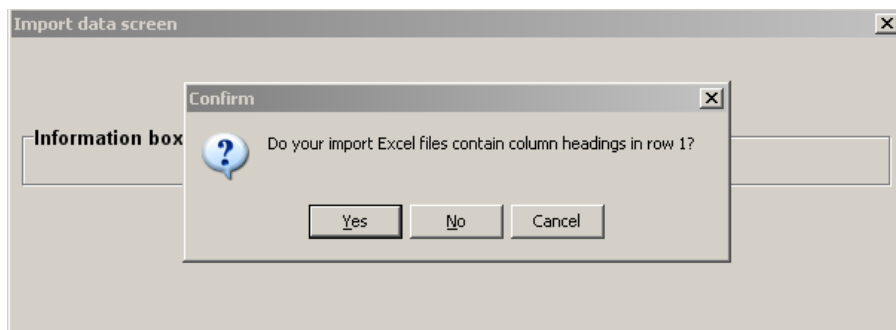 Import data screen
Confirm
Information box
Do your import Excel files contain column headings in row 1?
Yes
No
Cancel